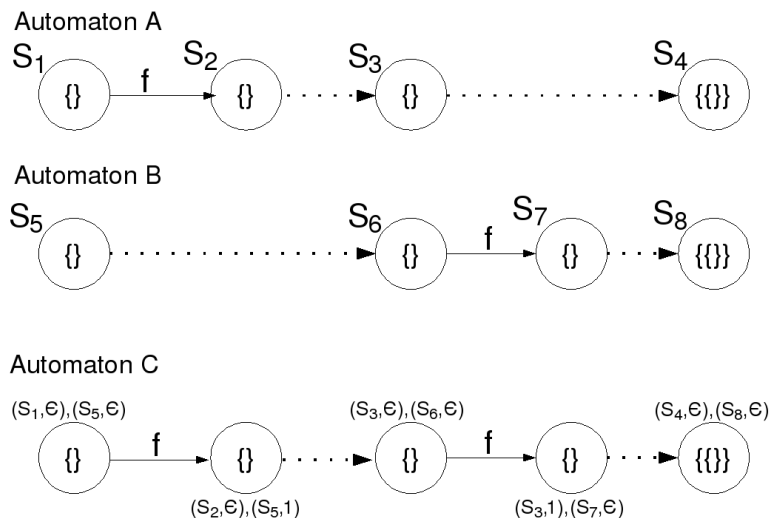 Automaton A
S₁ S₂ S₃ S₄
f
{} {} {} {{}}
Automaton B
S₅ S₆ S₇ S₈
f
{} {} {} {{}}
Automaton C
(S₁,Є),(S₅,Є) (S₃,Є),(S₆,Є) (S₄,Є),(S₈,Є)
f f
{} {} {} {} {{}}
(S₂,Є),(S₅,1) (S₃,1),(S₇,Є)